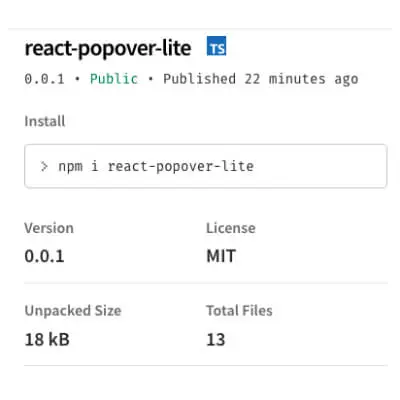 react-popover-lite TS
0.0.1 • Public • Published 22 minutes ago
Install
> npm i react-popover-lite
Version License
0.0.1 MIT
Unpacked Size Total Files
18 kB 13